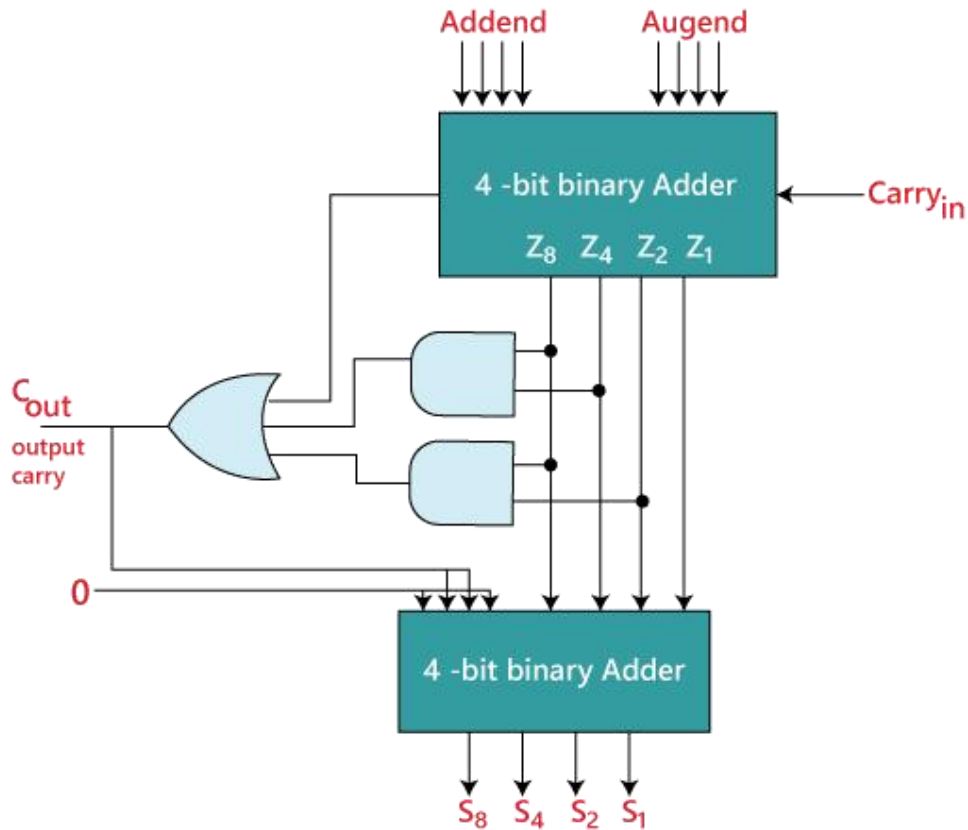 Addend Augend
4 -bit binary Adder
Carryin
Z8 Z4 Z2 Z1
Cout
output
carry
0
4 -bit binary Adder
S8 S4 S2 S1